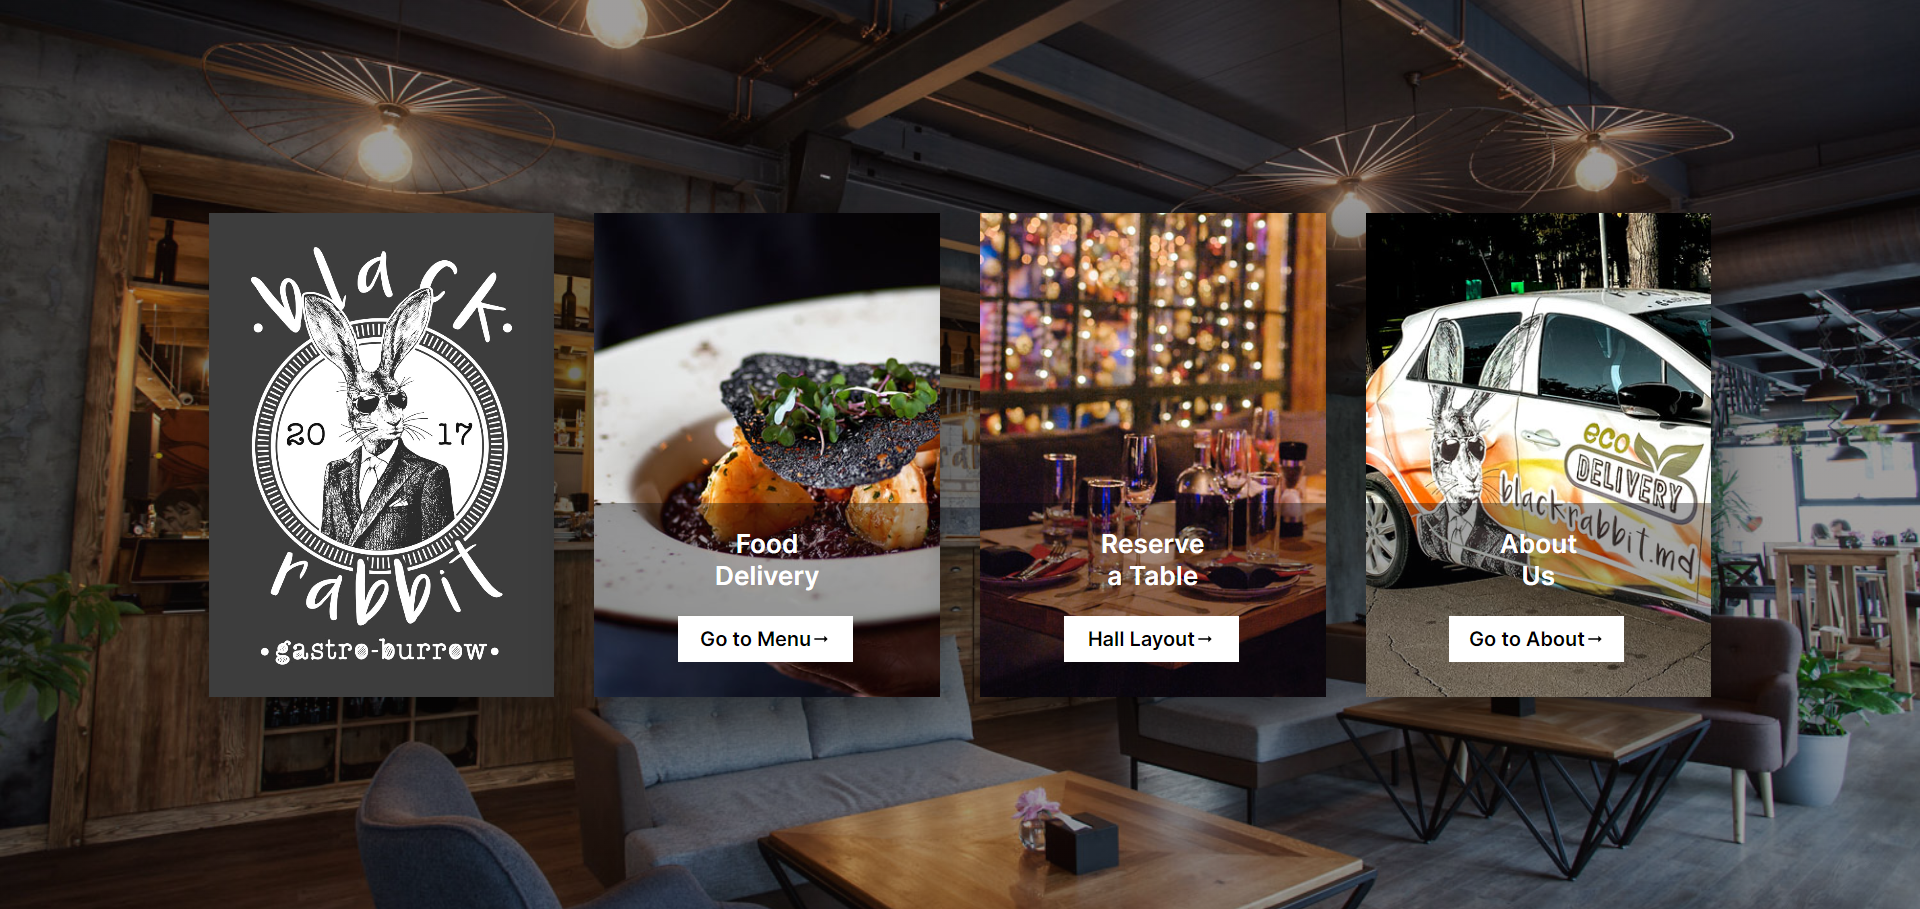 • black •
20 17
rabbit
• gastro-burrow •
Food
Delivery
Go to Menu→
Reserve
a Table
Hall Layout→
eco
DELIVERY
blackrabbit.md
About
Us
Go to About→